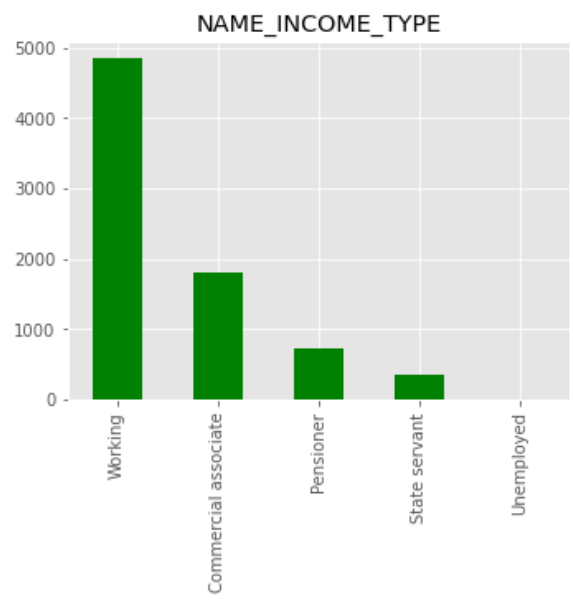 NAME_INCOME_TYPE
5000
4000
3000
2000
1000
0
Working
Commercial associate
Pensioner
State servant
Unemployed